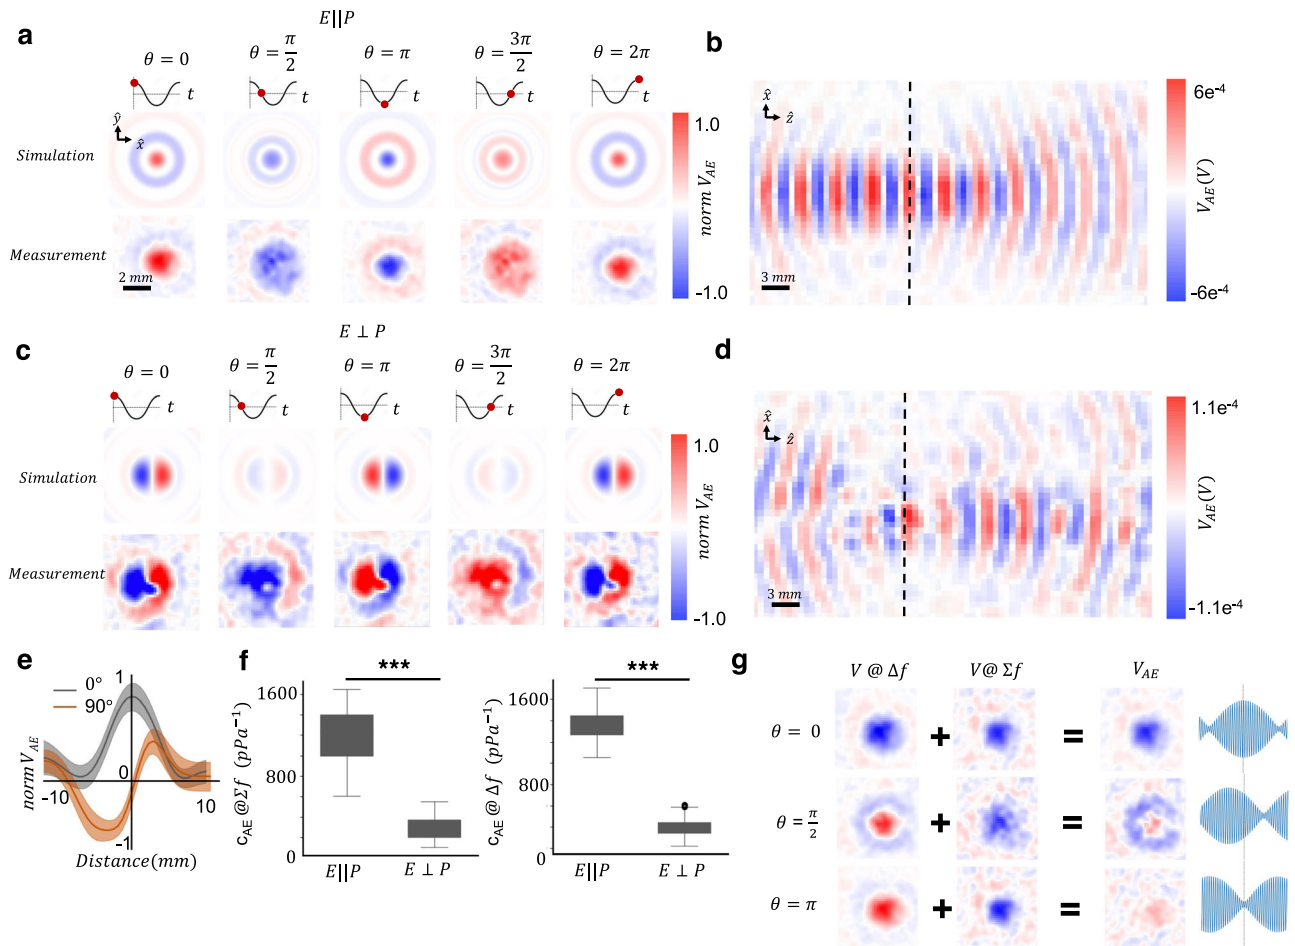 a
E||P
θ = 0
θ = π/2
θ = π
θ = 3π/2
θ = 2π
t
t
t
t
t
ŷ
x̂
Simulation
Measurement
2 mm
1.0
norm V_AE
-1.0
b
x̂
ẑ
3 mm
6e⁻⁴
V_AE(V)
-6e⁻⁴
c
E ⊥ P
θ = 0
θ = π/2
θ = π
θ = 3π/2
θ = 2π
t
t
t
t
t
Simulation
Measurement
1.0
norm V_AE
-1.0
d
x̂
ẑ
3 mm
1.1e⁻⁴
V_AE(V)
-1.1e⁻⁴
e
0°
90°
1
0
-1
-10
10
norm V_AE
Distance(mm)
f
***
1600
800
0
c_AE @Σf (pPa⁻¹)
E||P
E ⊥ P
***
1600
800
0
c_AE @ Δf (pPa⁻¹)
E||P
E ⊥ P
g
V @ Δf
V@ Σf
V_AE
θ = 0
+
=
θ = π/2
+
=
θ = π
+
=